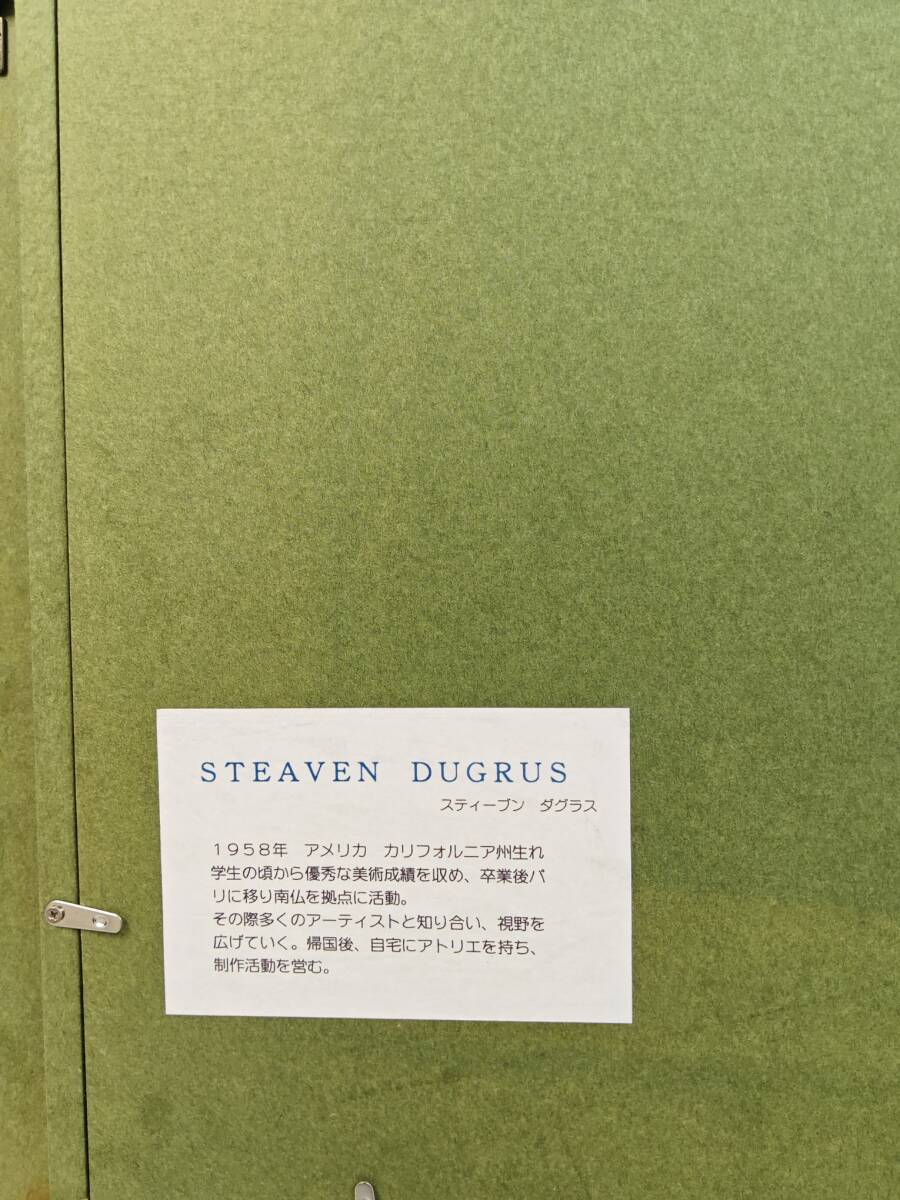 STEAVEN DUGRUS
スティーブン　ダグラス
１９５８年　アメリカ　カリフォルニア州生れ
学生の頃から優秀な美術成績を収め、卒業後パ
リに移り南仏を拠点に活動。
その際多くのアーティストと知り合い、視野を
広げていく。帰国後、自宅にアトリエを持ち、
制作活動を営む。